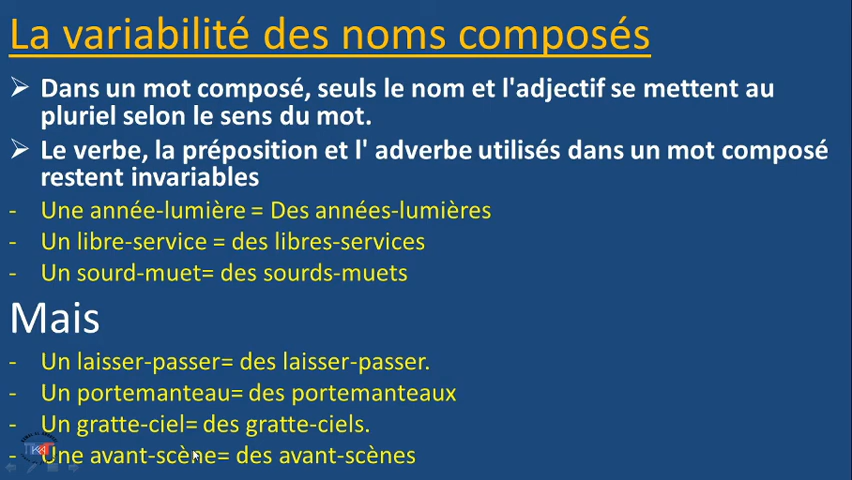 La variabilité des noms composés
➢ Dans un mot composé, seuls le nom et l'adjectif se mettent au
pluriel selon le sens du mot.
➢ Le verbe, la préposition et l' adverbe utilisés dans un mot composé
restent invariables
- Une année-lumière = Des années-lumières
- Un libre-service = des libres-services
- Un sourd-muet= des sourds-muets
Mais
- Un laisser-passer= des laisser-passer.
- Un portemanteau= des portemanteaux
- Un gratte-ciel= des gratte-ciels.
- Une avant-scène= des avant-scènes